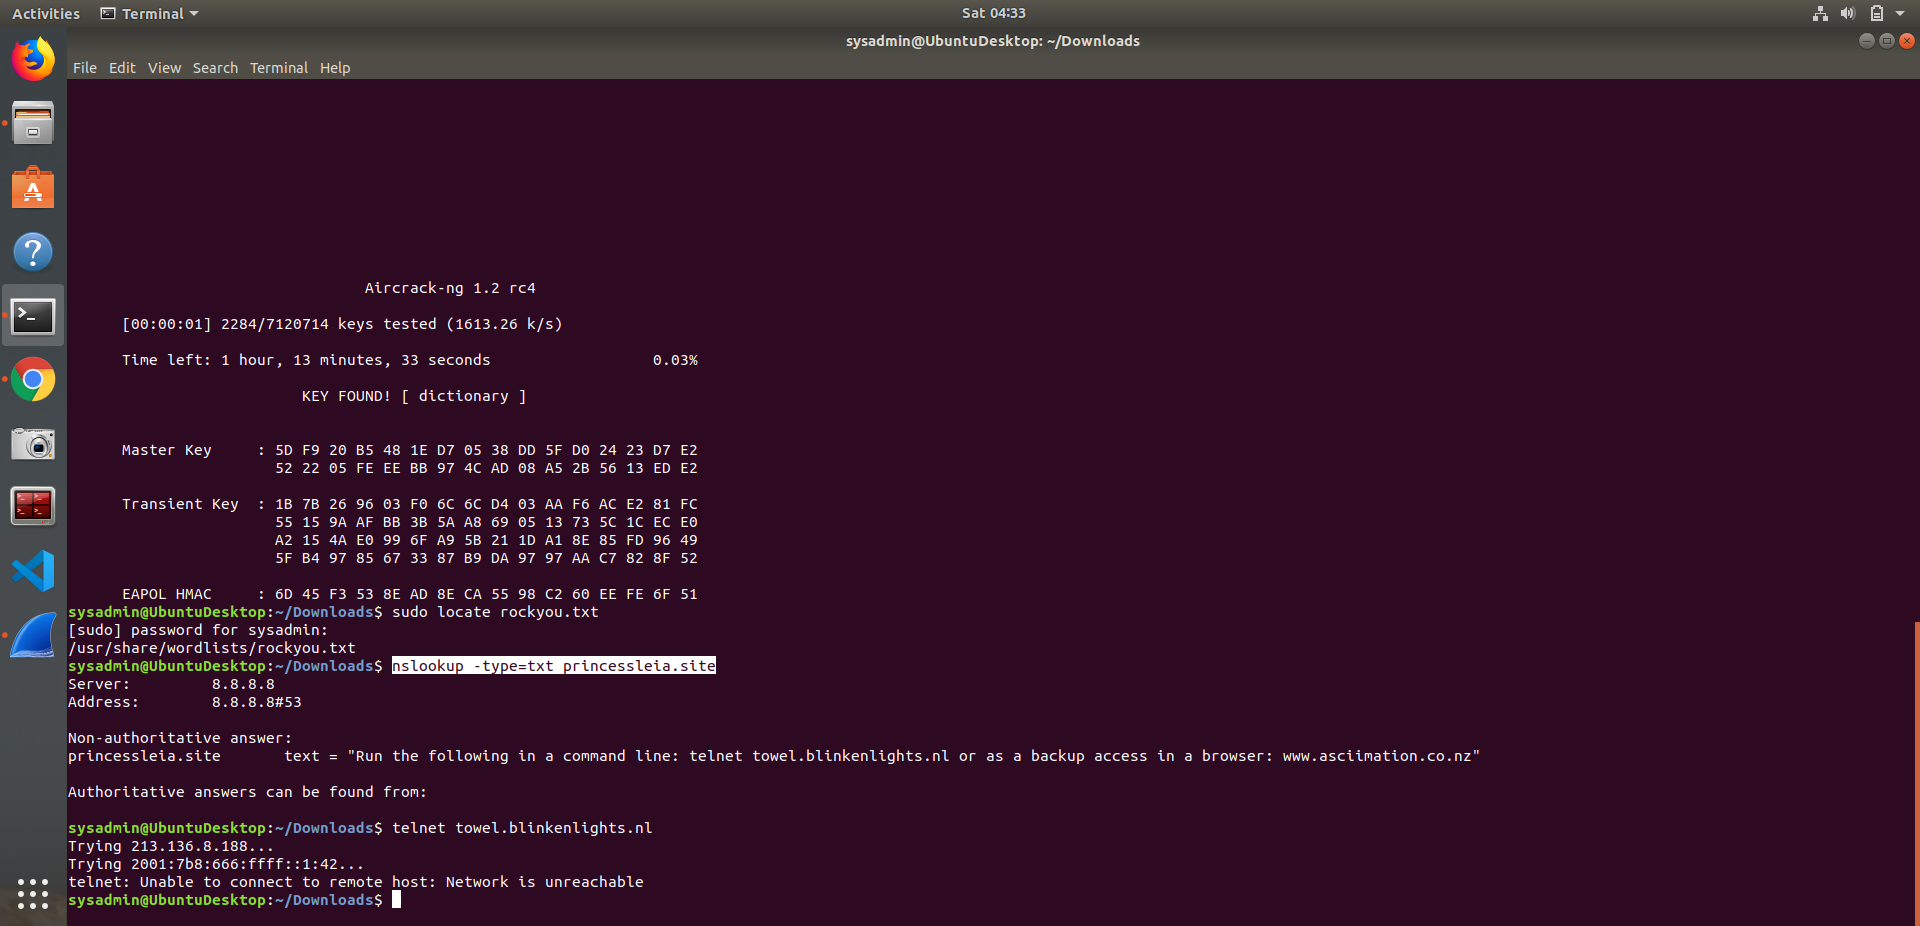 Activities Terminal Sat 04:33
sysadmin@UbuntuDesktop: ~/Downloads
File Edit View Search Terminal Help
Aircrack-ng 1.2 rc4
[00:00:01] 2284/7120714 keys tested (1613.26 k/s)
Time left: 1 hour, 13 minutes, 33 seconds 0.03%
KEY FOUND! [ dictionary ]
Master Key : 5D F9 20 B5 48 1E D7 05 38 DD 5F D0 24 23 D7 E2
52 22 05 FE EE BB 97 4C AD 08 A5 2B 56 13 ED E2
Transient Key : 1B 7B 26 96 03 F0 6C 6C D4 03 AA F6 AC E2 81 FC
55 15 9A AF BB 3B 5A A8 69 05 13 73 5C 1C EC E0
A2 15 4A E0 99 6F A9 5B 21 1D A1 8E 85 FD 96 49
5F B4 97 85 67 33 87 B9 DA 97 97 AA C7 82 8F 52
EAPOL HMAC : 6D 45 F3 53 8E AD 8E CA 55 98 C2 60 EE FE 6F 51
sysadmin@UbuntuDesktop:~/Downloads$ sudo locate rockyou.txt
[sudo] password for sysadmin:
/usr/share/wordlists/rockyou.txt
sysadmin@UbuntuDesktop:~/Downloads$ nslookup -type=txt princessleia.site
Server: 8.8.8.8
Address: 8.8.8.8#53
Non-authoritative answer:
princessleia.site text = "Run the following in a command line: telnet towel.blinkenlights.nl or as a backup access in a browser: www.asciimation.co.nz"
Authoritative answers can be found from:
sysadmin@UbuntuDesktop:~/Downloads$ telnet towel.blinkenlights.nl
Trying 213.136.8.188...
Trying 2001:7b8:666:ffff::1:42...
telnet: Unable to connect to remote host: Network is unreachable
sysadmin@UbuntuDesktop:~/Downloads$